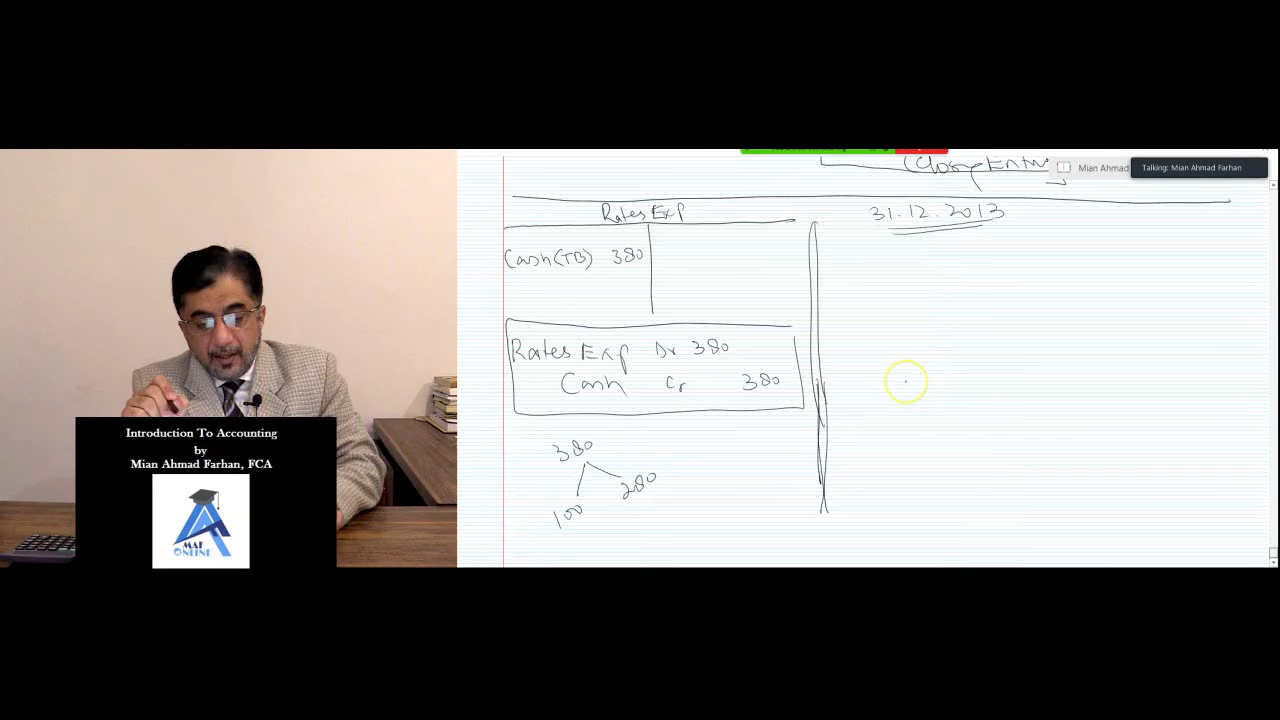 (Closing Entry
Mian Ahmad
Talking: Mian Ahmad Farhan
Rates Exp
31.12.2013
Cash (TB) 380
Rates Exp Dr 380
Cash Cr 380
380
100
280
Introduction To Accounting
by
Mian Ahmad Farhan, FCA
MAF
ONLINE